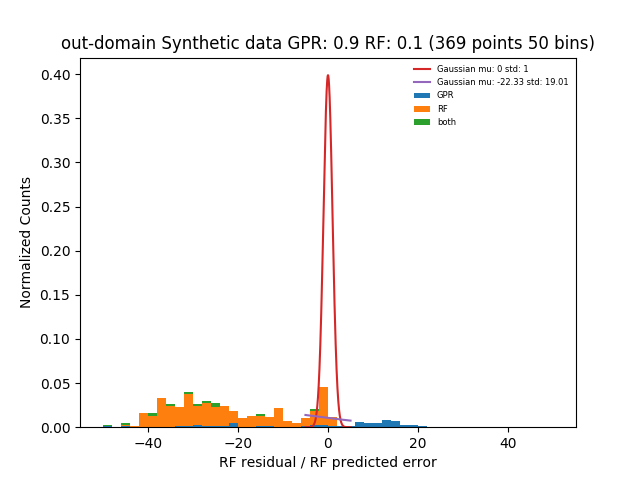 out-domain Synthetic data GPR: 0.9 RF: 0.1 (369 points 50 bins)
Gaussian mu: 0 std: 1
Gaussian mu: -22.33 std: 19.01
GPR
RF
both
Normalized Counts
0.40
0.35
0.30
0.25
0.20
0.15
0.10
0.05
0.00
−40 −20 0 20 40
RF residual / RF predicted error